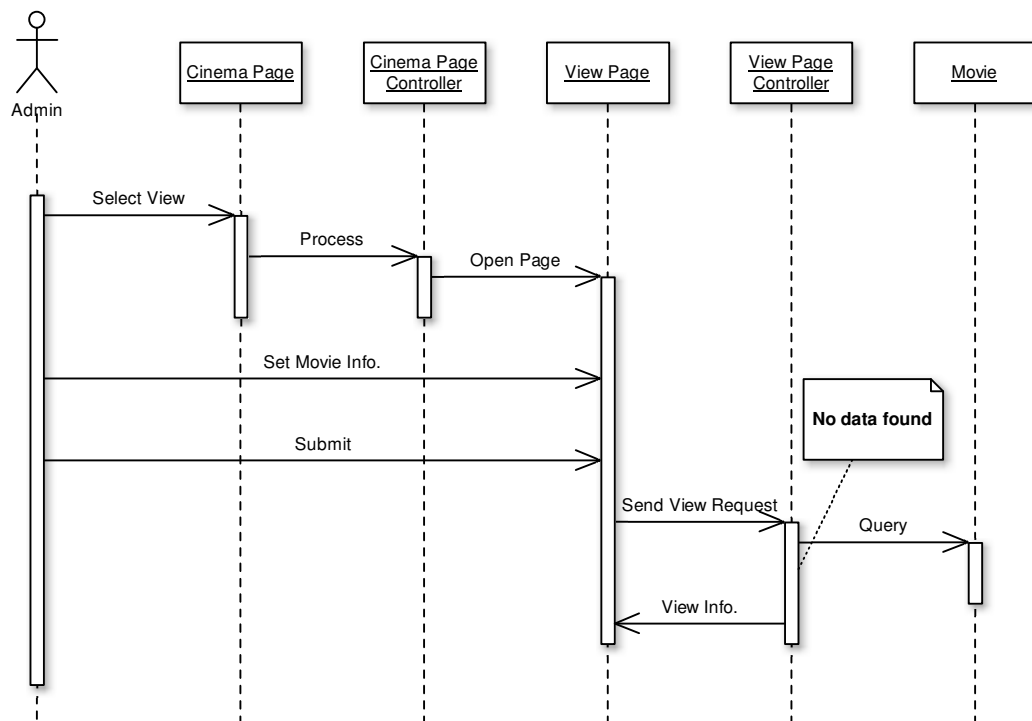 Admin
Cinema Page
Cinema Page
Controller
View Page
View Page
Controller
Movie
Select View
Process
Open Page
Set Movie Info.
No data found
Submit
Send View Request
Query
View Info.